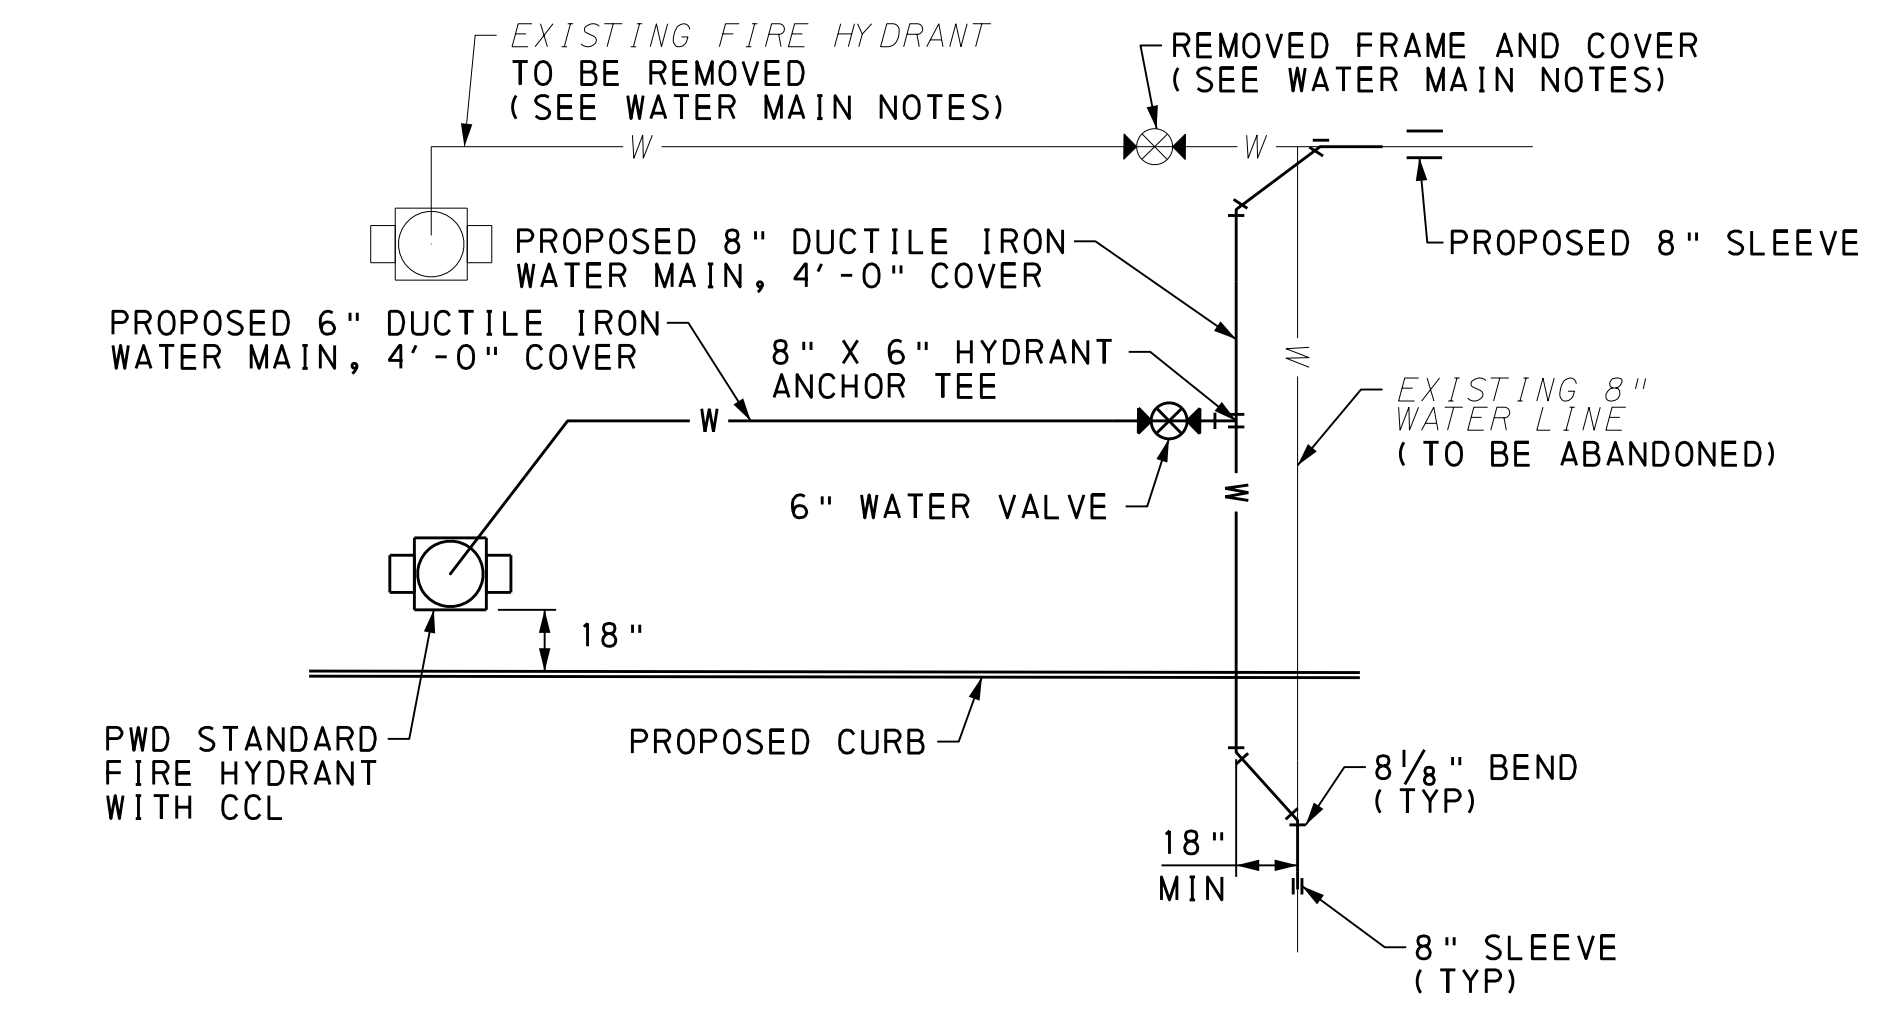 EXISTING FIRE HYDRANT
TO BE REMOVED
(SEE WATER MAIN NOTES)
REMOVED FRAME AND COVER
(SEE WATER MAIN NOTES)
W
W
PROPOSED 8" DUCTILE IRON
WATER MAIN, 4'-0" COVER
PROPOSED 8" SLEEVE
PROPOSED 6" DUCTILE IRON
WATER MAIN, 4'-0" COVER
8" X 6" HYDRANT
ANCHOR TEE
W
EXISTING 8"
WATER LINE
(TO BE ABANDONED)
W
W
6" WATER VALVE
18"
PWD STANDARD
FIRE HYDRANT
WITH CCL
PROPOSED CURB
8 1/8" BEND
(TYP)
18"
MIN
8" SLEEVE
(TYP)